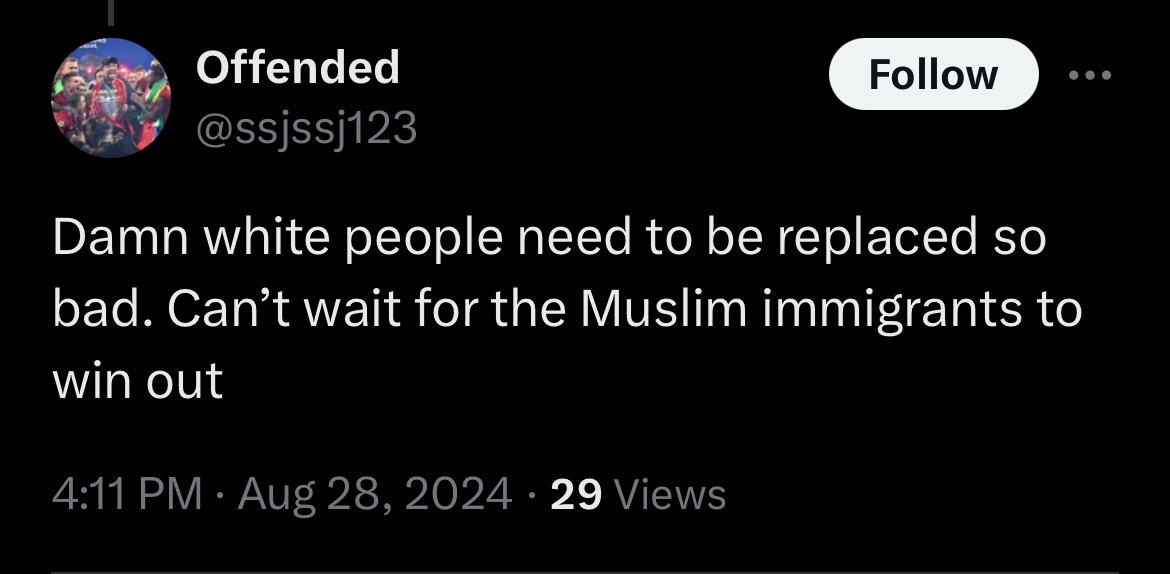 Offended
Follow
@ssjssj123
Damn white people need to be replaced so
bad. Can’t wait for the Muslim immigrants to
win out
4:11 PM · Aug 28, 2024 · 29 Views